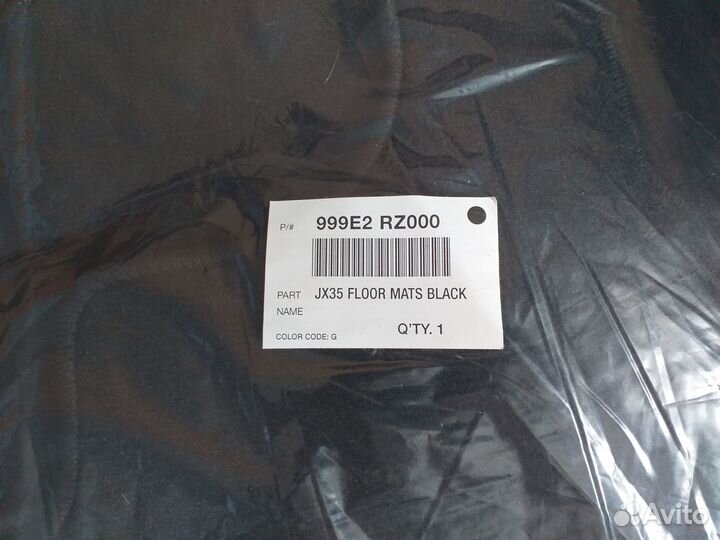 P/# 999E2 RZ000
PART NAME JX35 FLOOR MATS BLACK
COLOR CODE: G Q'TY. 1
Avito